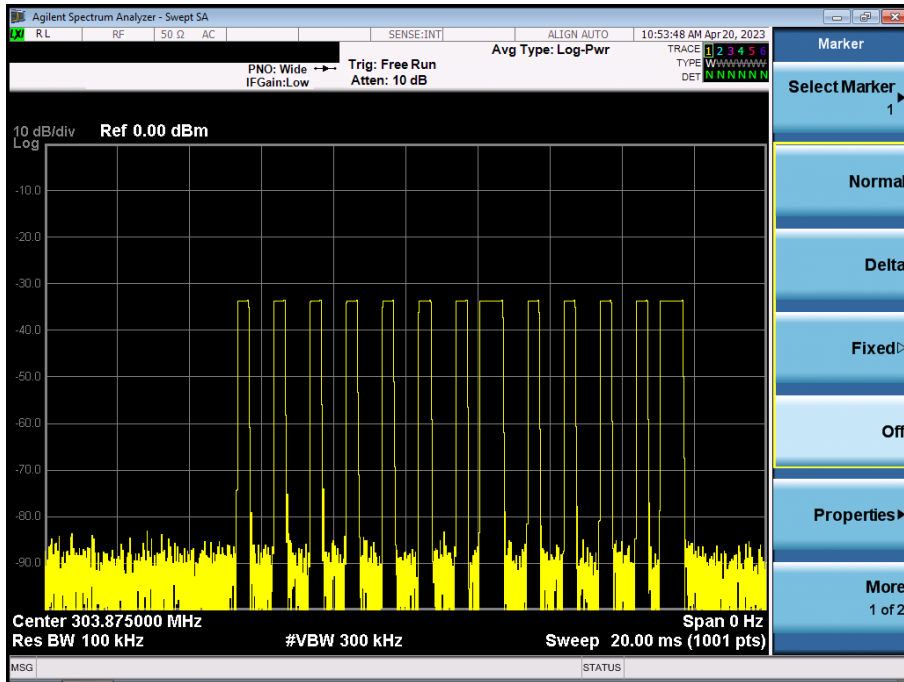 Agilent Spectrum Analyzer - Swept SA
LXI RL RF 50 Ω AC SENSE:INT ALIGN AUTO 10:53:48 AM Apr 20, 2023
PNO: Wide
IFGain:Low
Trig: Free Run
Atten: 10 dB
Avg Type: Log-Pwr
TRACE 1 2 3 4 5 6
TYPE WWWWWW
DET N N N N N N
10 dB/div Ref 0.00 dBm
Log
-10.0
-20.0
-30.0
-40.0
-50.0
-60.0
-70.0
-80.0
-90.0
Center 303.875000 MHz Span 0 Hz
Res BW 100 kHz #VBW 300 kHz Sweep 20.00 ms (1001 pts)
MSG STATUS
Marker
Select Marker
1
Normal
Delta
Fixed
Off
Properties
More
1 of 2